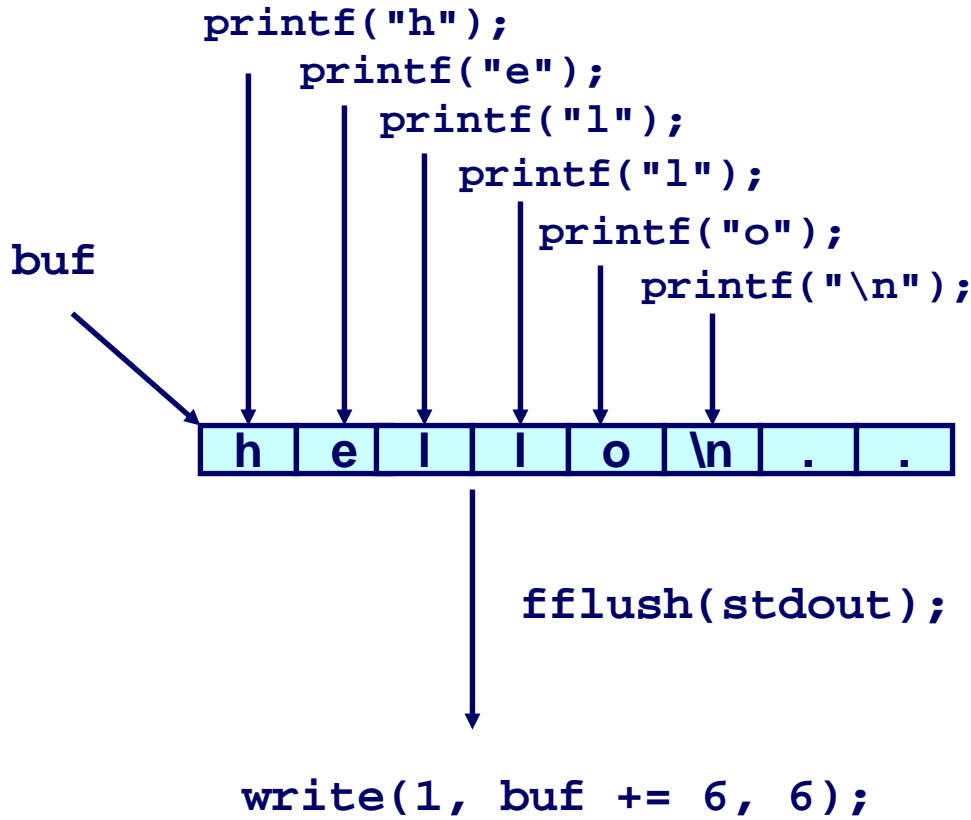 printf("h");
printf("e");
printf("l");
printf("l");
printf("o");
buf
printf("\n");
h e l l o \n . .
fflush(stdout);
write(1, buf += 6, 6);